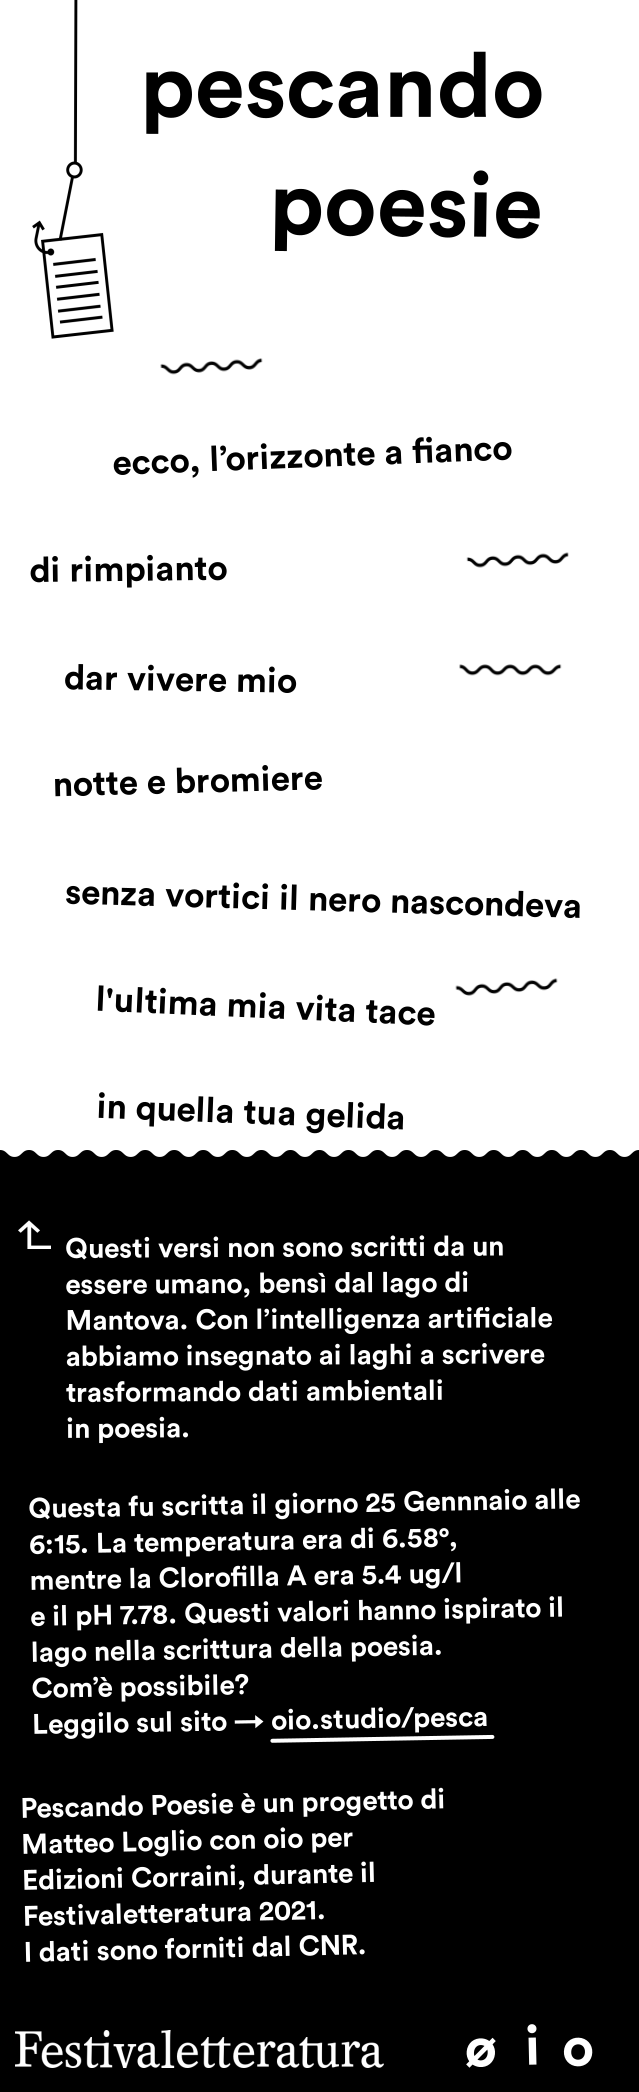 pescando
poesie
ecco, l’orizzonte a fianco
di rimpianto
dar vivere mio
notte e bromiere
senza vortici il nero nascondeva
l'ultima mia vita tace
in quella tua gelida
Questi versi non sono scritti da un
essere umano, bensì dal lago di
Mantova. Con l’intelligenza artificiale
abbiamo insegnato ai laghi a scrivere
trasformando dati ambientali
in poesia.
Questa fu scritta il giorno 25 Gennnaio alle
6:15. La temperatura era di 6.58°,
mentre la Clorofilla A era 5.4 ug/l
e il pH 7.78. Questi valori hanno ispirato il
lago nella scrittura della poesia.
Com’è possibile?
Leggilo sul sito → oio.studio/pesca
Pescando Poesie è un progetto di
Matteo Loglio con oio per
Edizioni Corraini, durante il
Festivaletteratura 2021.
I dati sono forniti dal CNR.
Festivaletteratura ø i o